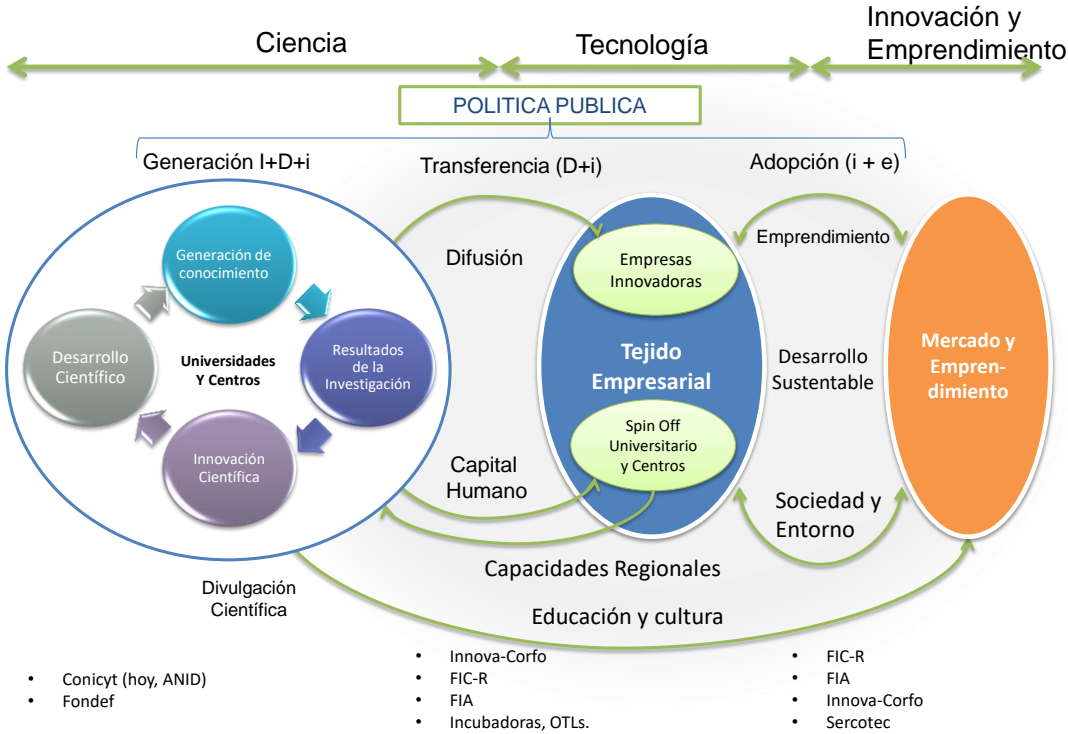 Ciencia
Tecnología
Innovación y
Emprendimiento
POLITICA PUBLICA
Generación I+D+i
Transferencia (D+i)
Adopción (i + e)
Generación de
conocimiento
Desarrollo
Científico
Universidades
Y Centros
Resultados
de la
Investigación
Innovación
Científica
Difusión
Empresas
Innovadoras
Tejido
Empresarial
Spin Off
Universitario
y Centros
Capital
Humano
Emprendimiento
Desarrollo
Sustentable
Mercado y
Empren-
dimiento
Sociedad y
Entorno
Capacidades Regionales
Divulgación
Científica
Educación y cultura
• Conicyt (hoy, ANID)
• Fondef
• Innova-Corfo
• FIC-R
• FIA
• Incubadoras, OTLs.
• FIC-R
• FIA
• Innova-Corfo
• Sercotec